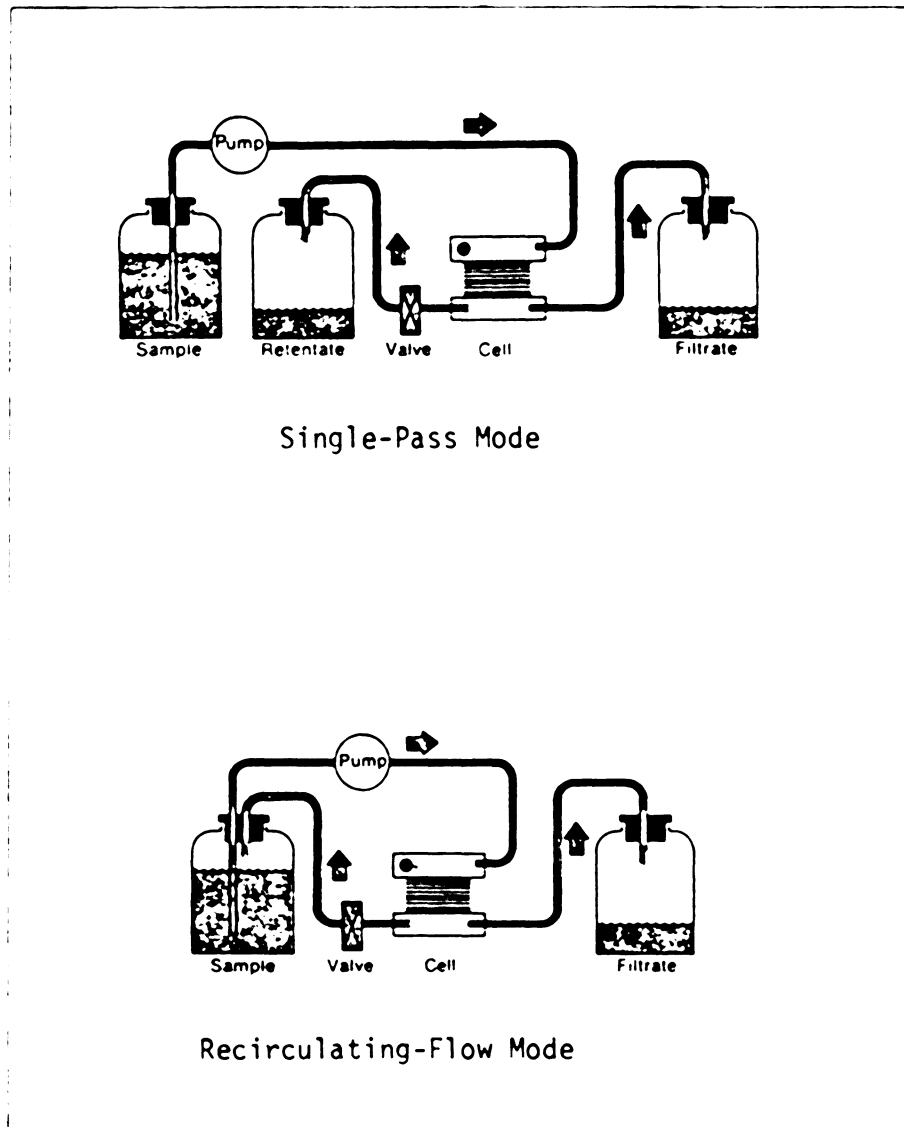 Pump
Sample Retentate Valve Cell Filtrate
Single-Pass Mode
Pump
Sample Valve Cell Filtrate
Recirculating-Flow Mode